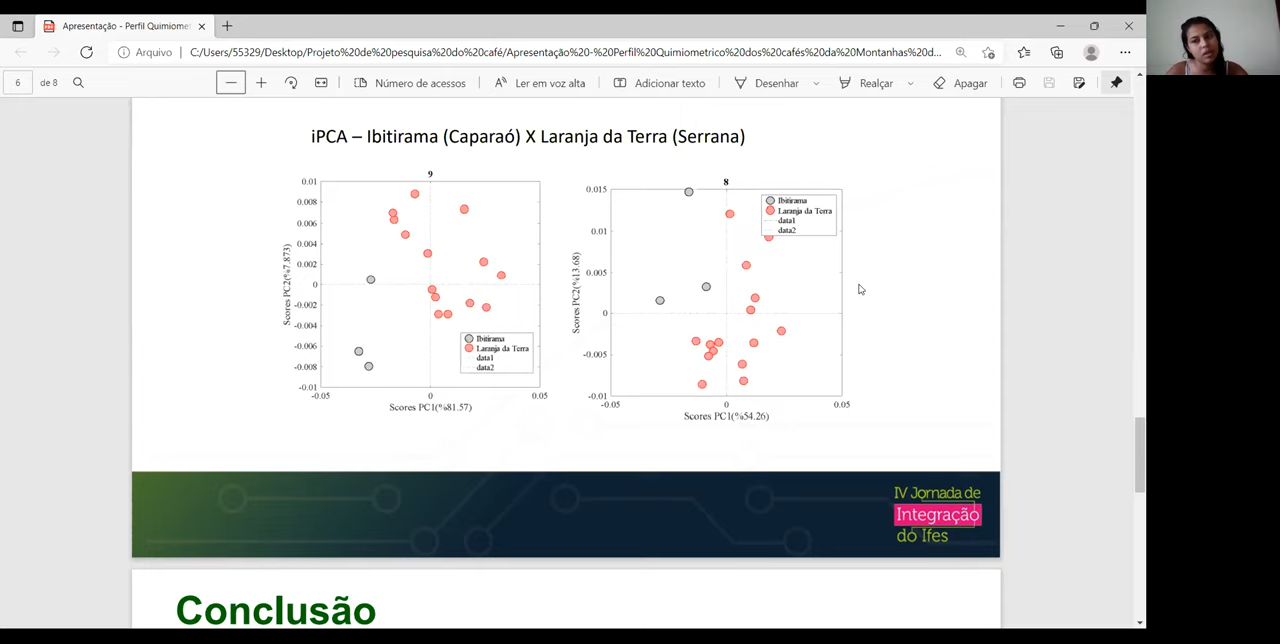 Apresentação - Perfil Quimiome
Arquivo
C:/Users/55329/Desktop/Projeto%20de%20pesquisa%20do%20café/Apresentação%20-%20Perfil%20Quimiometrico%20dos%20cafés%20da%20Montanhas%20d...
6
de 8
Número de acessos
Ler em voz alta
Adicionar texto
Desenhar
Realçar
Apagar
iPCA – Ibitirama (Caparaó) X Laranja da Terra (Serrana)
9
0.01
0.008
0.006
0.004
0.002
0
-0.002
-0.004
-0.006
-0.008
-0.01
-0.05
0
0.05
Scores PC2(%7.873)
Scores PC1(%81.57)
Ibitirama
Laranja da Terra
data1
data2
8
0.015
0.01
0.005
0
-0.005
-0.01
-0.05
0
0.05
Scores PC2(%13.68)
Scores PC1(%54.26)
Ibitirama
Laranja da Terra
data1
data2
IV Jornada de
Integração
do Ifes
Conclusão